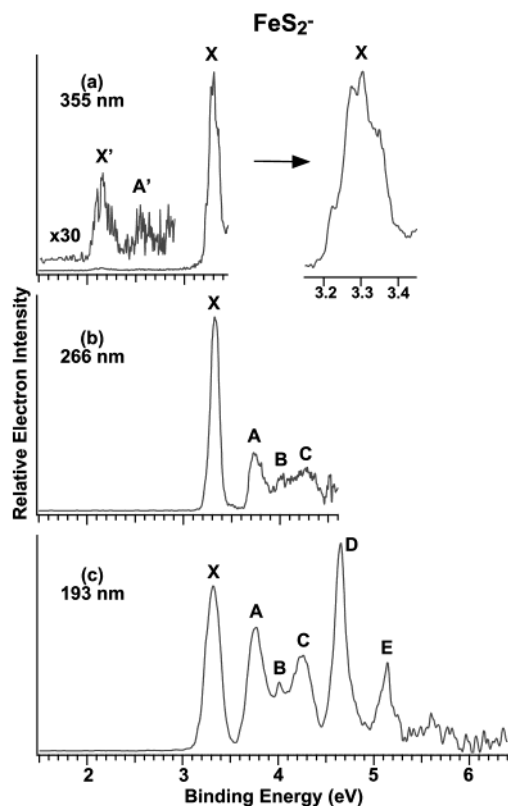 FeS₂⁻
(a)
355 nm
X
X
X'
A'
x30
3.2 3.3 3.4
(b)
266 nm
X
A
B
C
Relative Electron Intensity
(c)
193 nm
X
A
B
C
D
E
2 3 4 5 6
Binding Energy (eV)